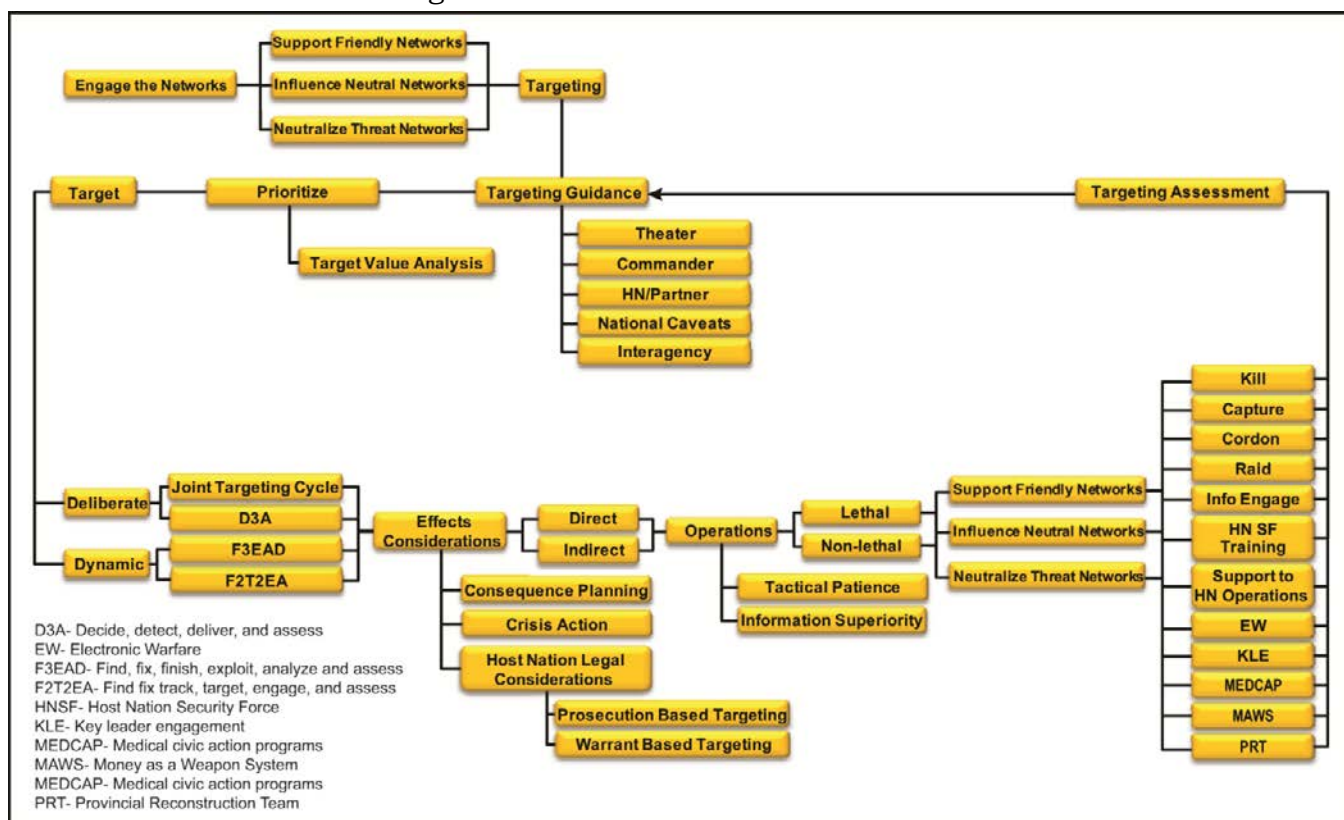 Support Friendly Networks
Engage the Networks
Influence Neutral Networks
Targeting
Neutralize Threat Networks
Target
Prioritize
Targeting Guidance
Targeting Assessment
Target Value Analysis
Theater
Commander
HN/Partner
National Caveats
Interagency
Deliberate
Joint Targeting Cycle
D3A
Dynamic
F3EAD
F2T2EA
Effects
Considerations
Direct
Indirect
Consequence Planning
Crisis Action
Host Nation Legal
Considerations
Prosecution Based Targeting
Warrant Based Targeting
Operations
Lethal
Non-lethal
Tactical Patience
Information Superiority
Support Friendly Networks
Influence Neutral Networks
Neutralize Threat Networks
Kill
Capture
Cordon
Raid
Info Engage
HN SF
Training
Support to
HN Operations
EW
KLE
MEDCAP
MAWS
PRT
D3A- Decide, detect, deliver, and assess
EW- Electronic Warfare
F3EAD- Find, fix, finish, exploit, analyze and assess
F2T2EA- Find fix track, target, engage, and assess
HNSF- Host Nation Security Force
KLE- Key leader engagement
MEDCAP- Medical civic action programs
MAWS- Money as a Weapon System
MEDCAP- Medical civic action programs
PRT- Provincial Reconstruction Team